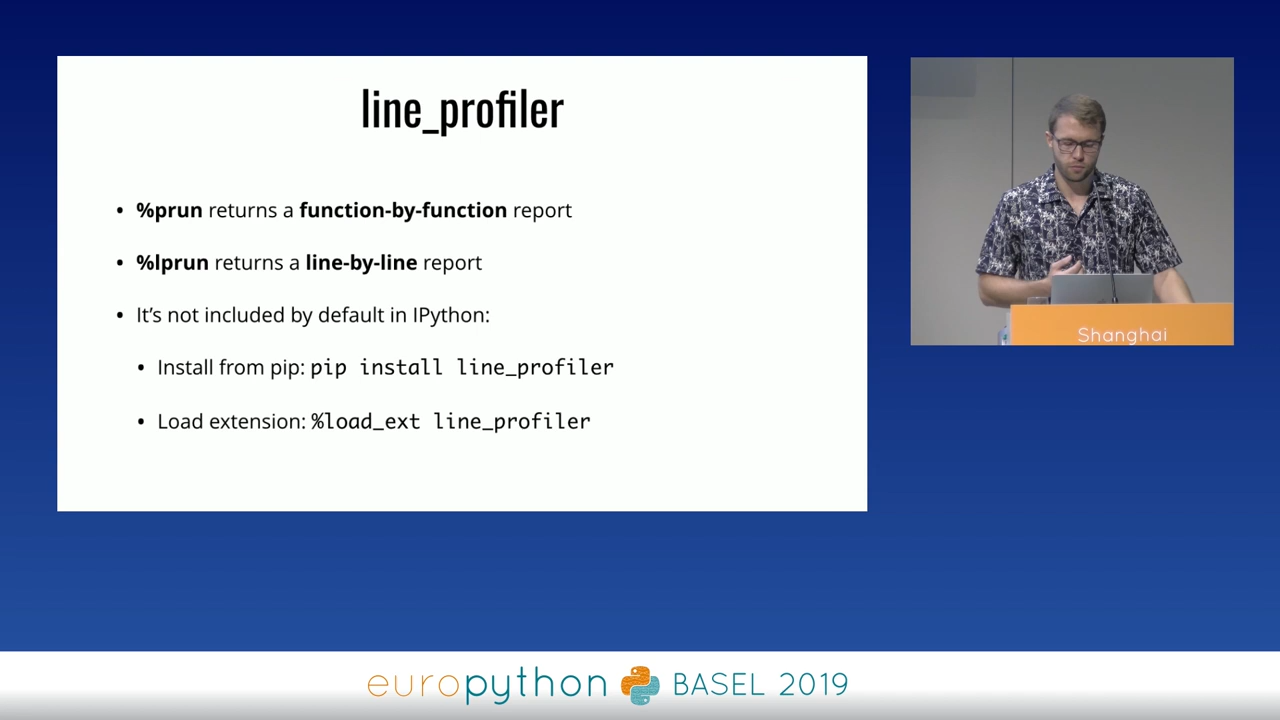 line_profiler
• %prun returns a function-by-function report
• %lprun returns a line-by-line report
• It’s not included by default in IPython:
• Install from pip: pip install line_profiler
• Load extension: %load_ext line_profiler
Shanghai
europython BASEL 2019